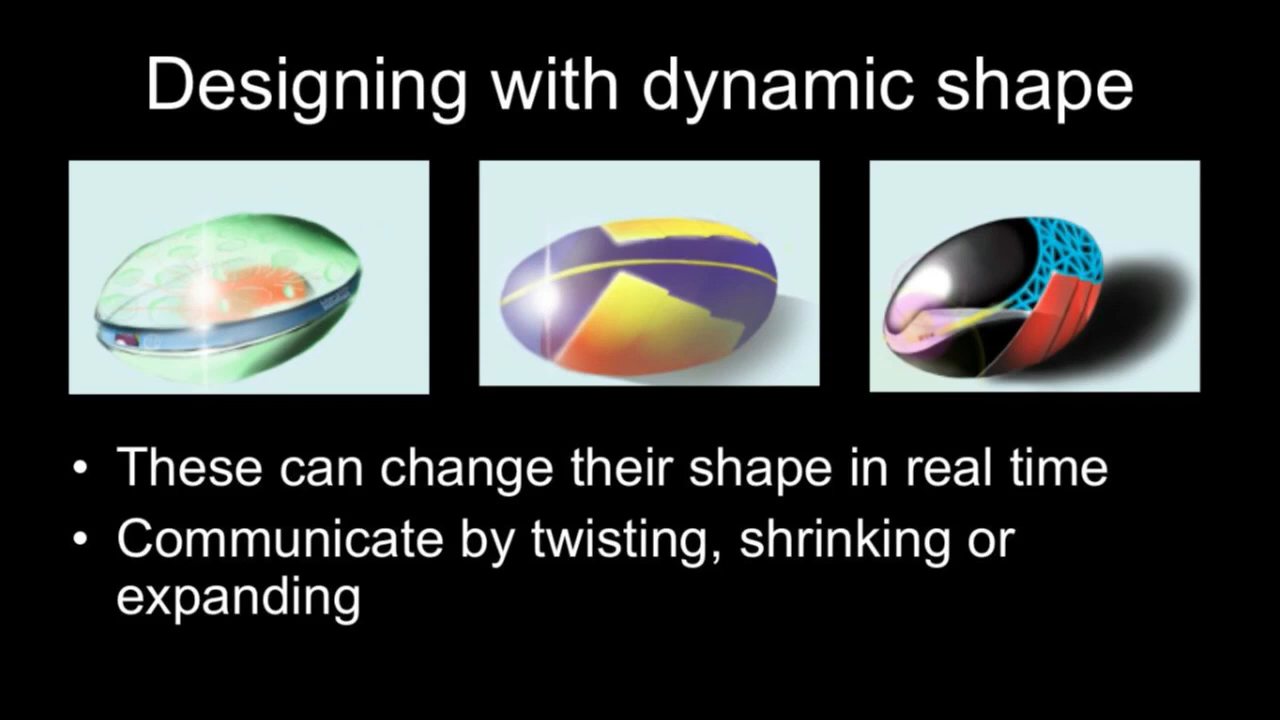 Designing with dynamic shape
• These can change their shape in real time
• Communicate by twisting, shrinking or
expanding